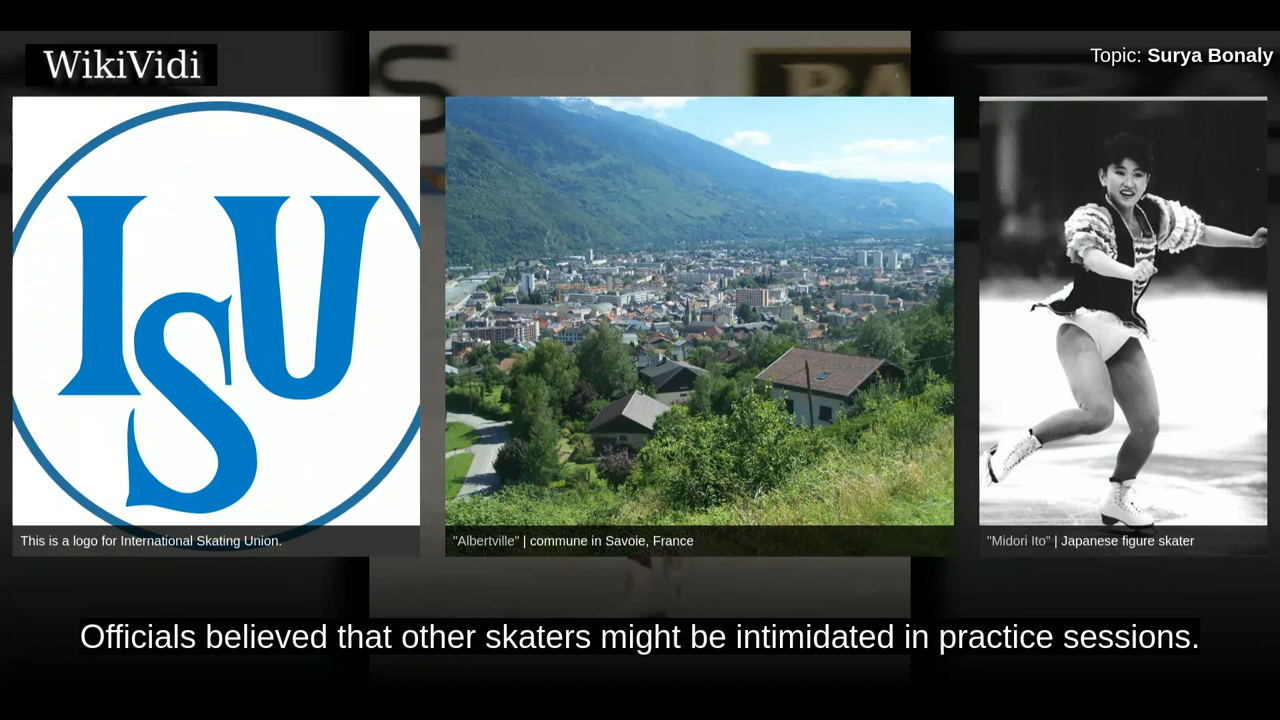 WikiVidi
Topic: Surya Bonaly
S
BA
ISU
This is a logo for International Skating Union.
"Albertville" | commune in Savoie, France
"Midori Ito" | Japanese figure skater
Officials believed that other skaters might be intimidated in practice sessions.